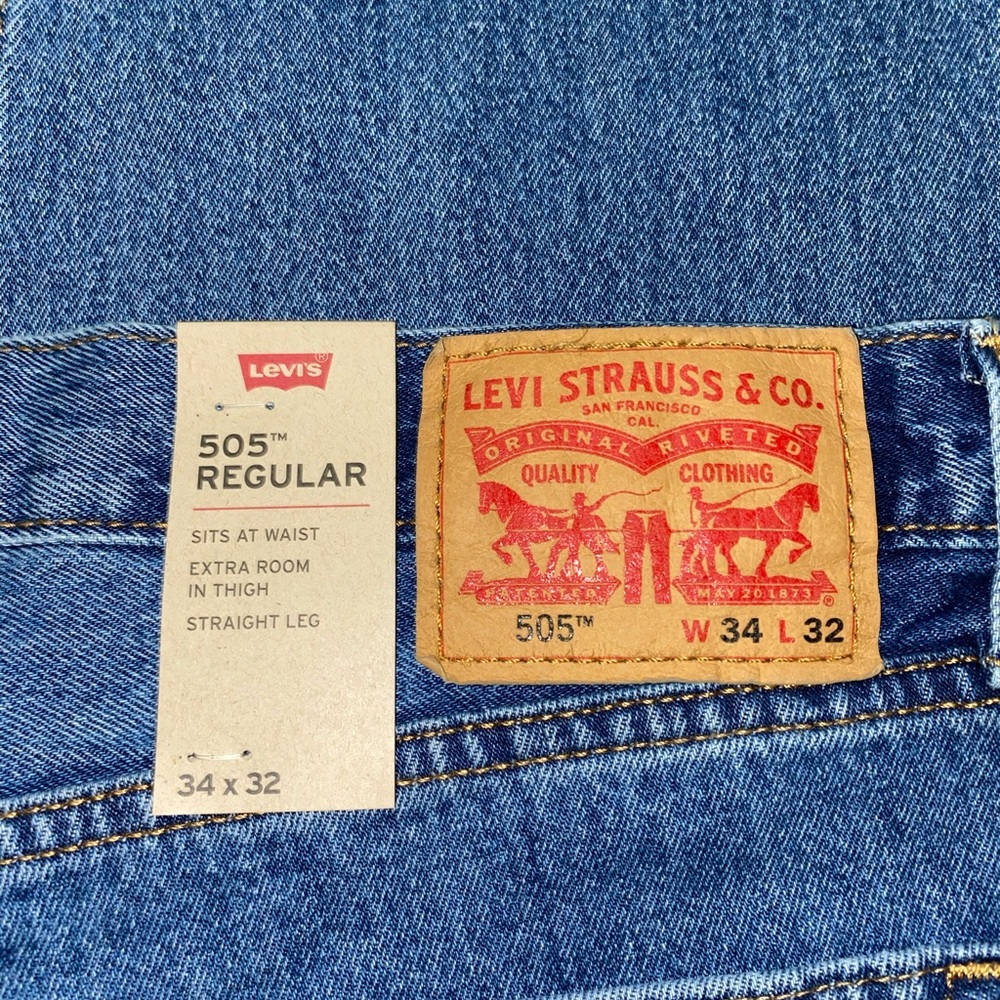 LEVI'S®
505™
REGULAR
SITS AT WAIST
EXTRA ROOM
IN THIGH
STRAIGHT LEG
34 x 32
LEVI STRAUSS & CO.
SAN FRANCISCO
CAL.
ORIGINAL RIVETED
QUALITY CLOTHING
PATENTED MAY 20 1873 ®
505™ W 34 L 32